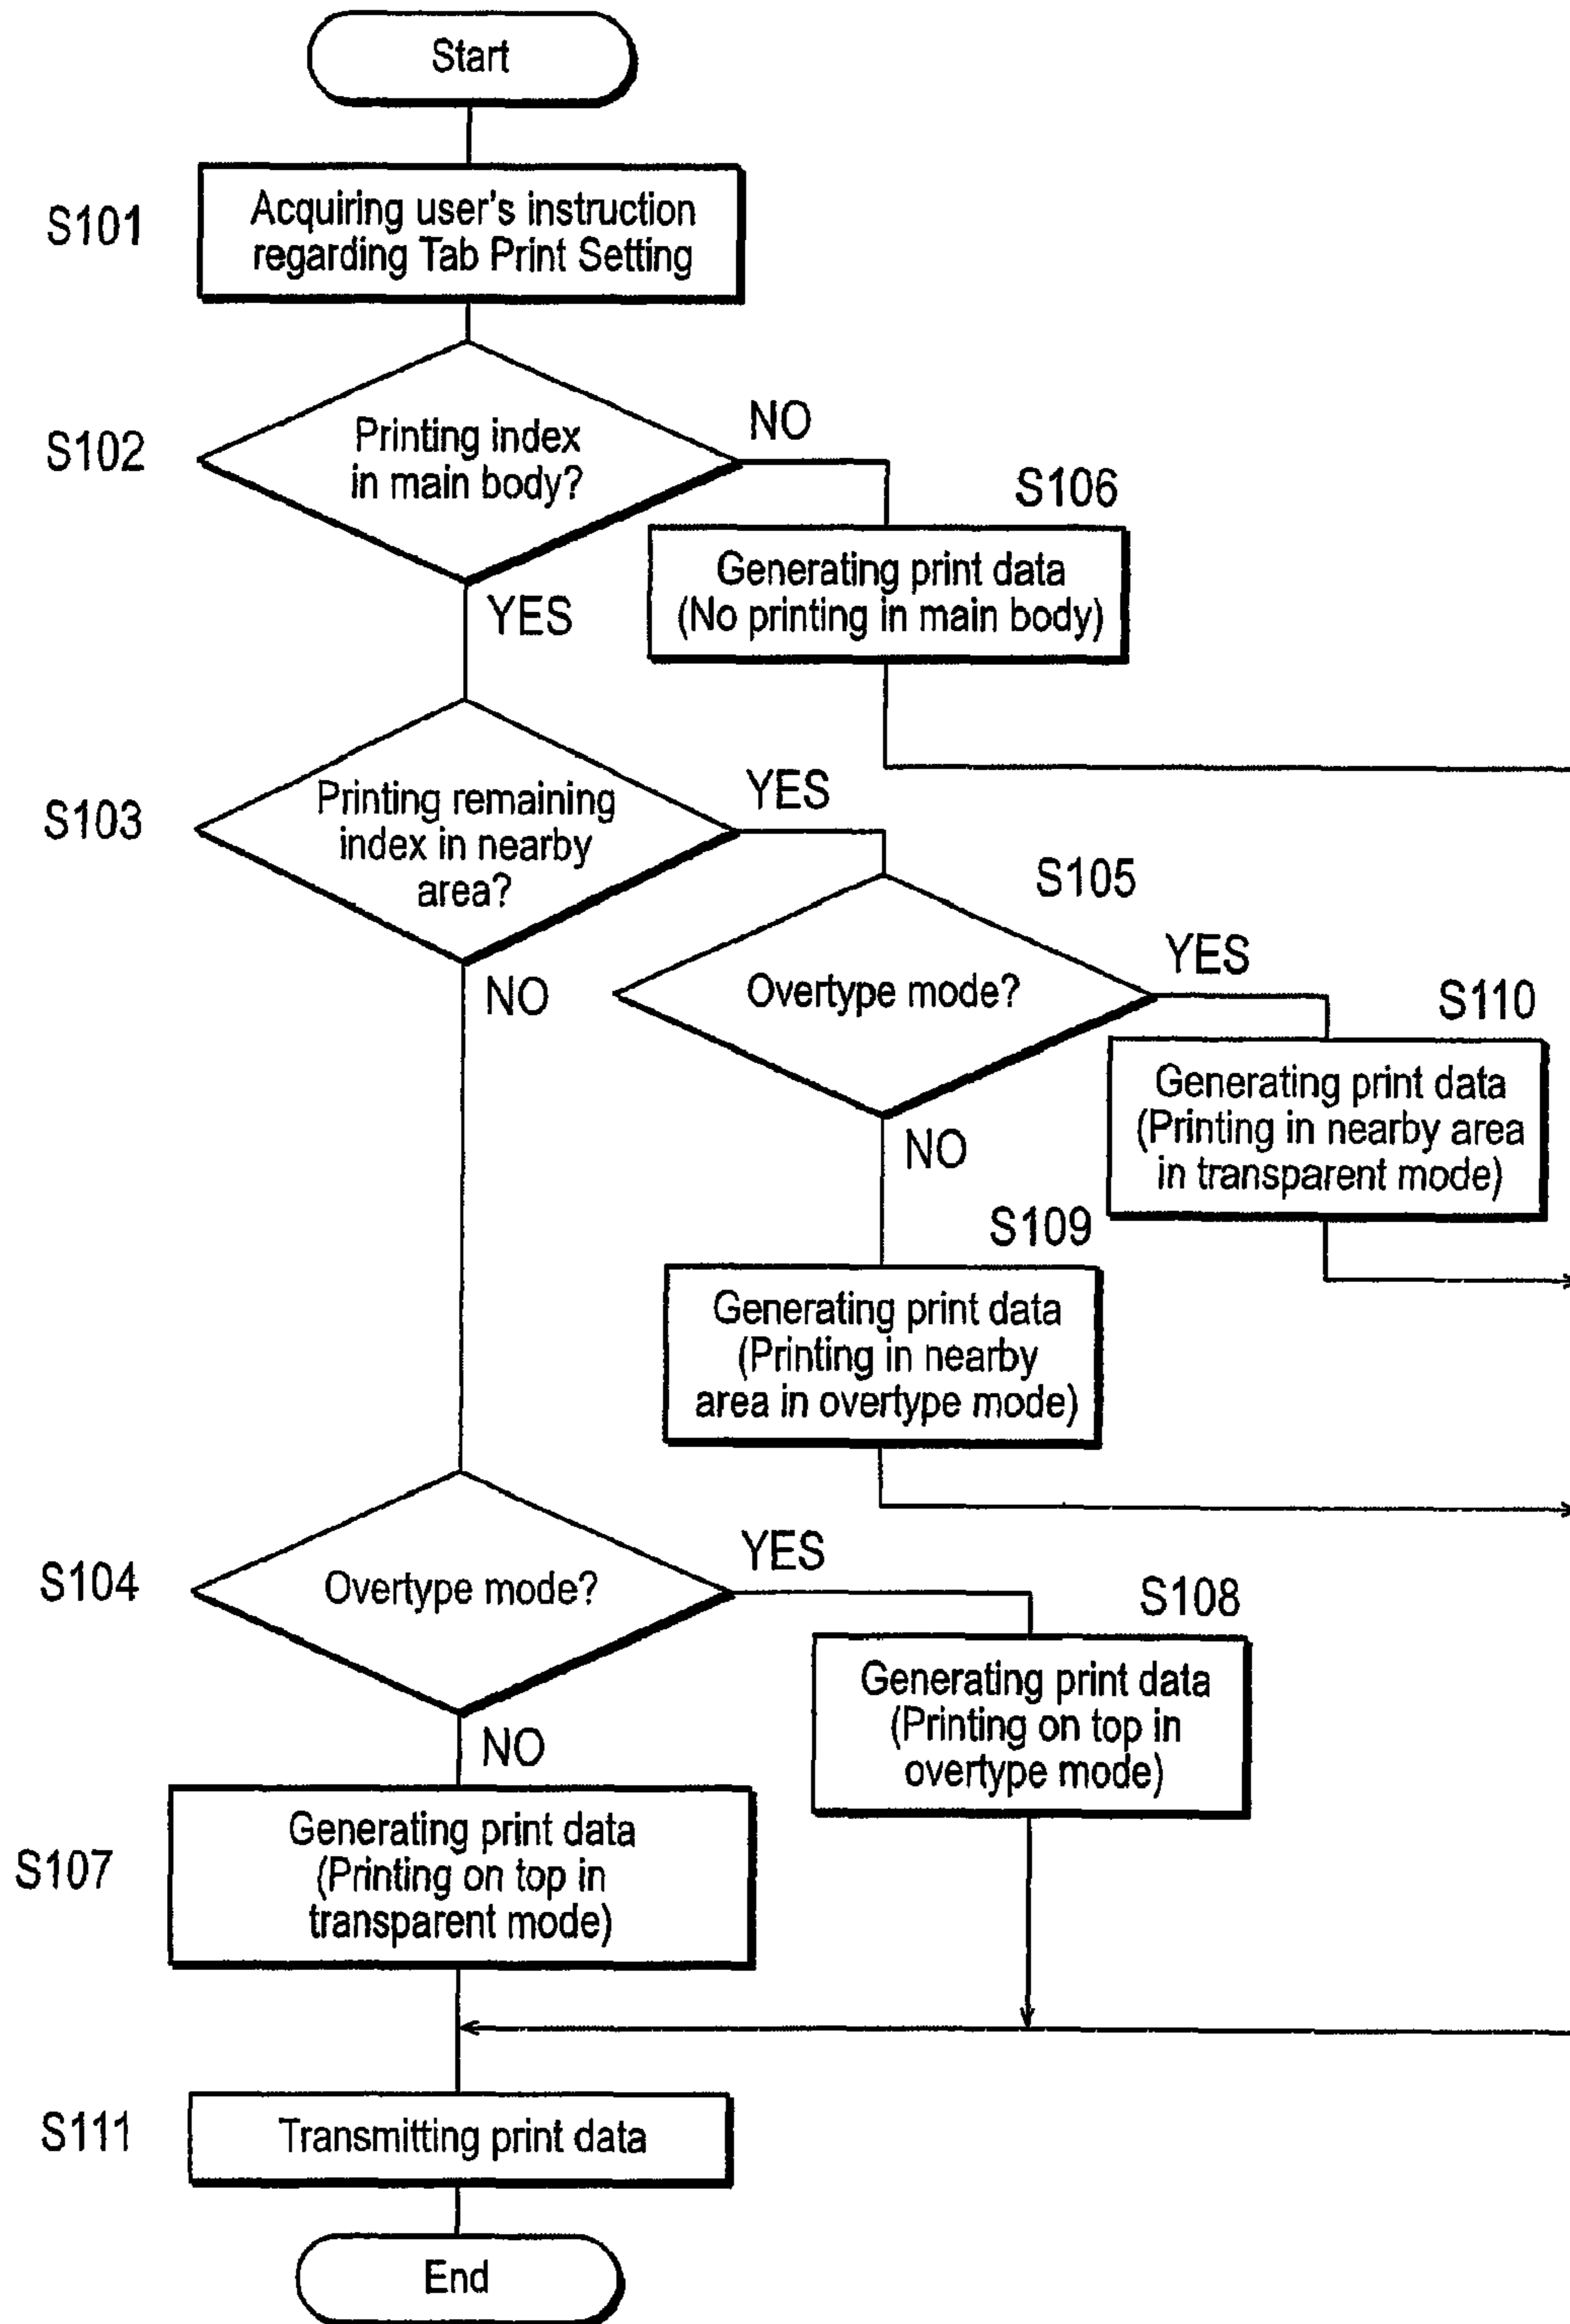 Start
S101
Acquiring user's instruction
regarding Tab Print Setting
S102
Printing index
in main body?
NO
YES
S106
Generating print data
(No printing in main body)
S103
Printing remaining
index in nearby
area?
YES
NO
S105
Overtype mode?
YES
NO
S110
Generating print data
(Printing in nearby area
in transparent mode)
S109
Generating print data
(Printing in nearby
area in overtype mode)
S104
Overtype mode?
YES
NO
S108
Generating print data
(Printing on top in
overtype mode)
S107
Generating print data
(Printing on top in
transparent mode)
S111
Transmitting print data
End